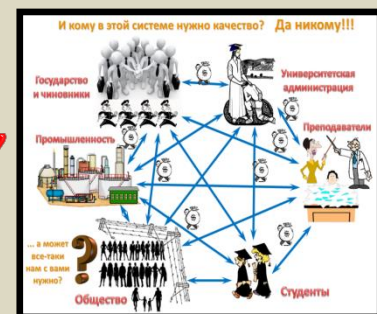 И кому в этой системе нужно качество? Да никому!!!
Государство
и чиновники
Университетская
администрация
Промышленность
Преподаватели
... а может
все-таки
нам с вами
нужно?
?
Общество
Студенты